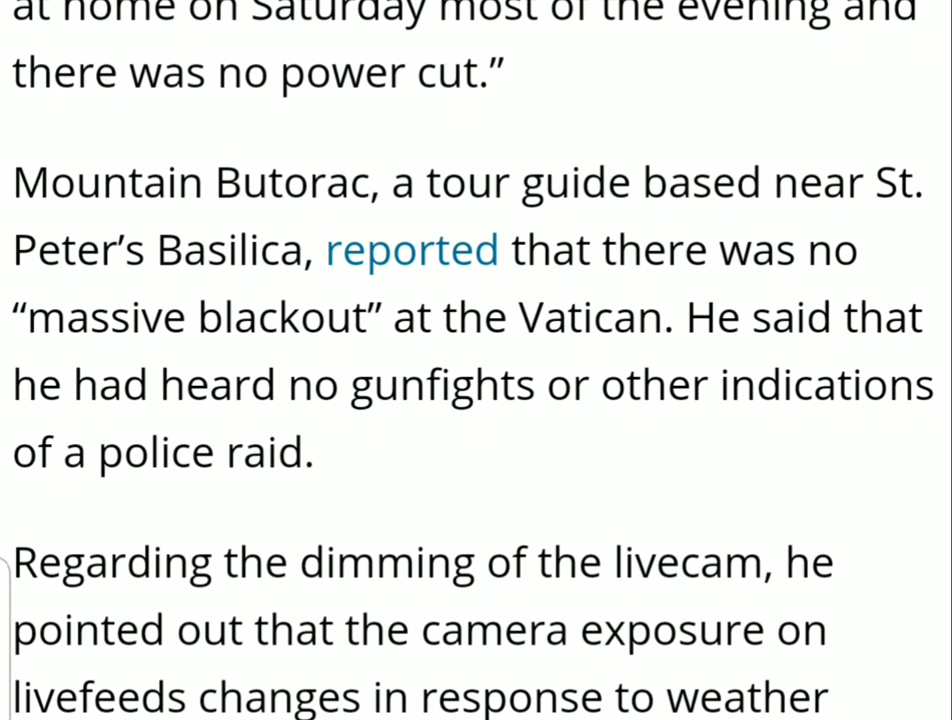 at home on Saturday most of the evening and
there was no power cut.”
Mountain Butorac, a tour guide based near St.
Peter’s Basilica, reported that there was no
“massive blackout” at the Vatican. He said that
he had heard no gunfights or other indications
of a police raid.
Regarding the dimming of the livecam, he
pointed out that the camera exposure on
livefeeds changes in response to weather